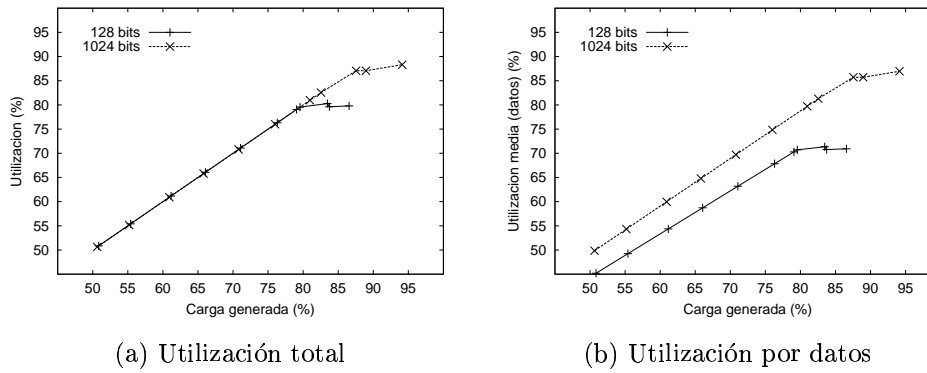 128 bits
1024 bits
95
90
85
80
75
70
65
60
55
50
Utilizacion (%)
50 55 60 65 70 75 80 85 90 95
Carga generada (%)
(a) Utilización total
128 bits
1024 bits
95
90
85
80
75
70
65
60
55
50
Utilizacion media (datos) (%)
50 55 60 65 70 75 80 85 90 95
Carga generada (%)
(b) Utilización por datos